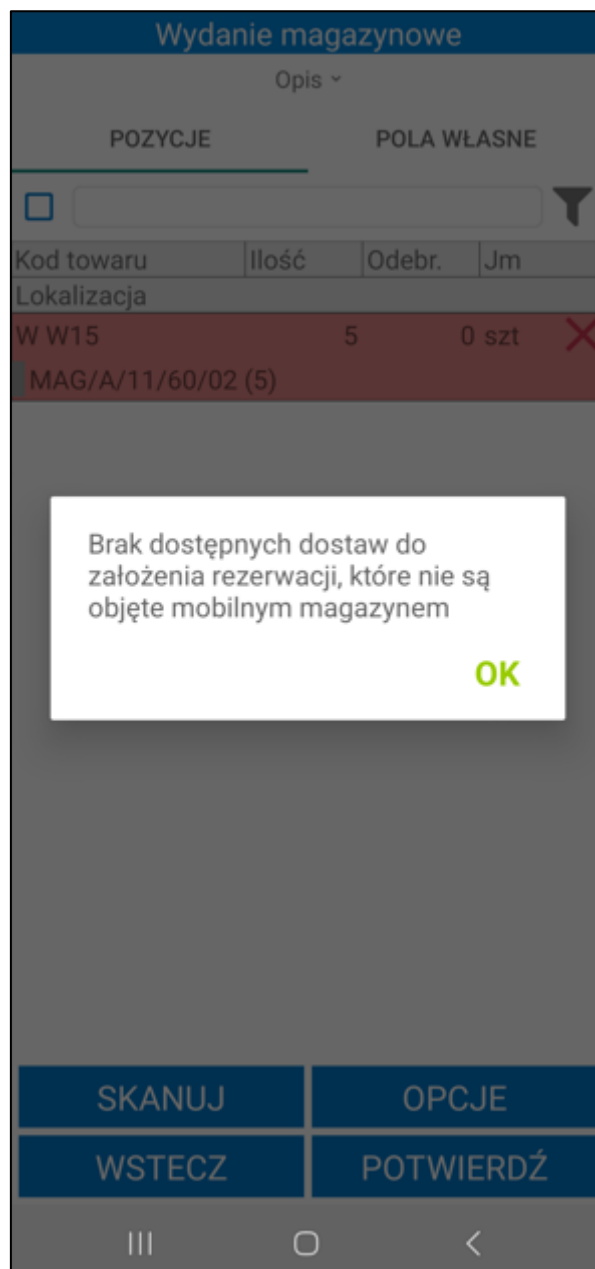 Wydanie magazynowe
Opis
POZYCJE POLA WŁASNE
Kod towaru Ilość Odebr. Jm
Lokalizacja
W W15 5 0 szt
MAG/A/11/60/02 (5)
Brak dostępnych dostaw do
założenia rezerwacji, które nie są
objęte mobilnym magazynem
OK
SKANUJ OPCJE
WSTECZ POTWIERDŹ